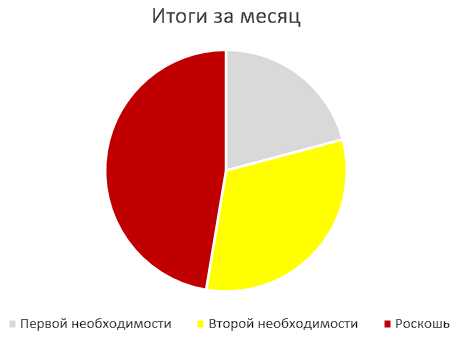 Итоги за месяц
Первой необходимости Второй необходимости Роскошь